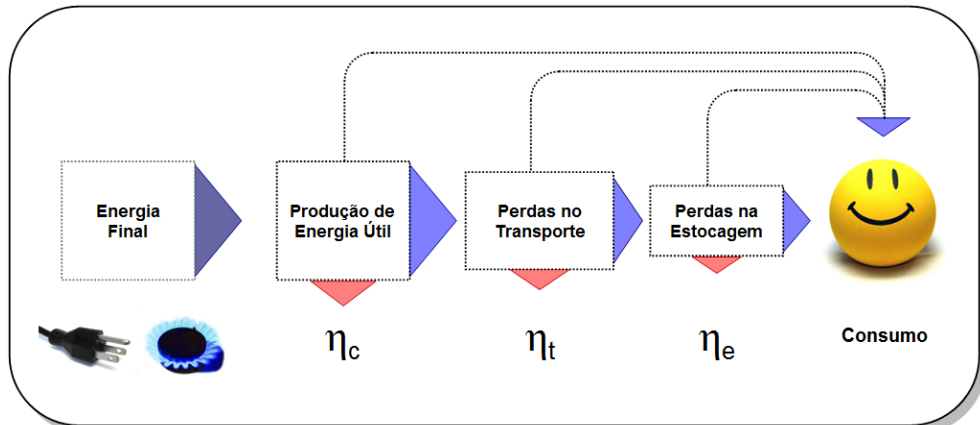 Energia
Final
Produção de
Energia Útil
Perdas no
Transporte
Perdas na
Estocagem
ηc
ηt
ηe
Consumo